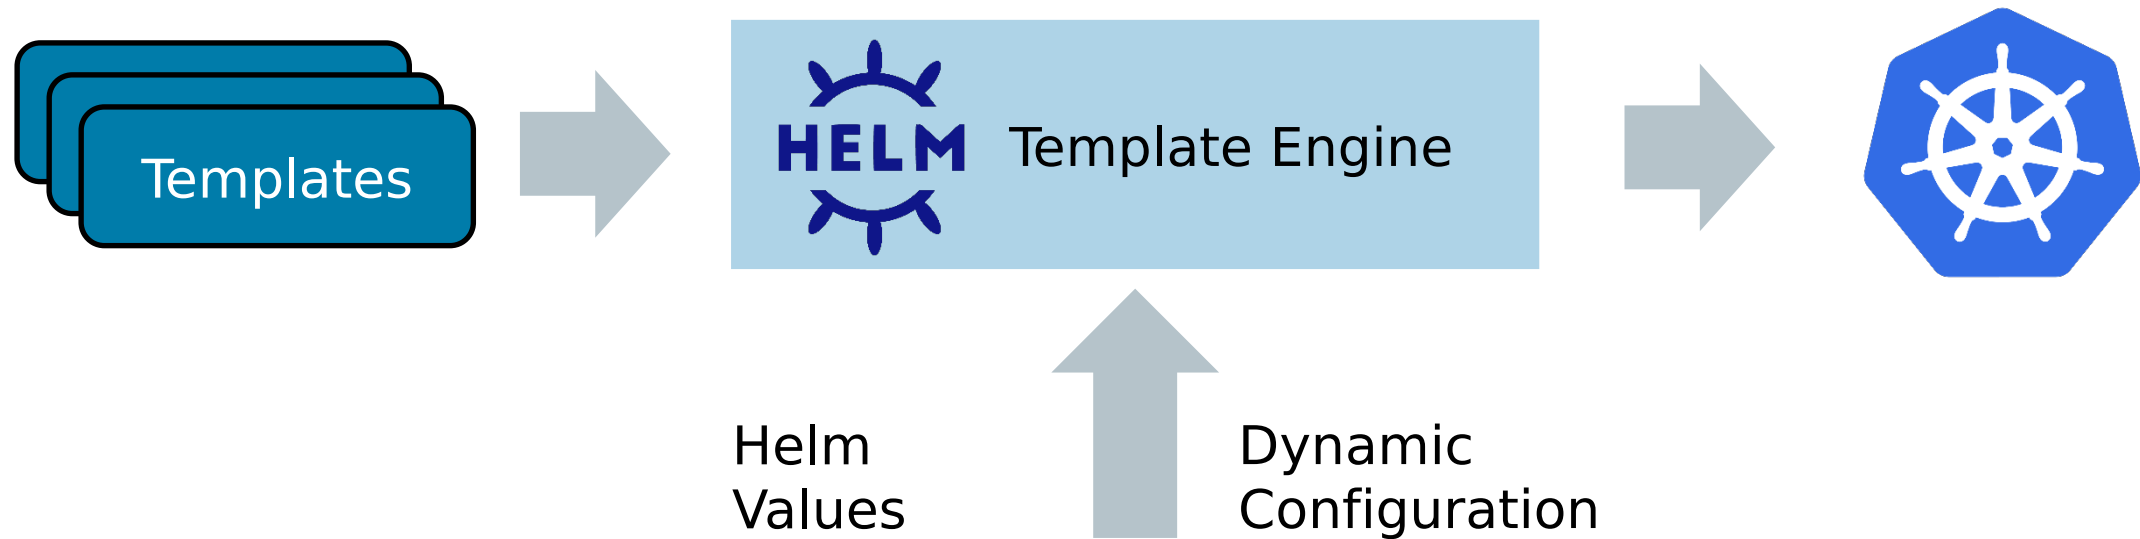 Templates
HELM
Template Engine
Helm
Values
Dynamic
Configuration